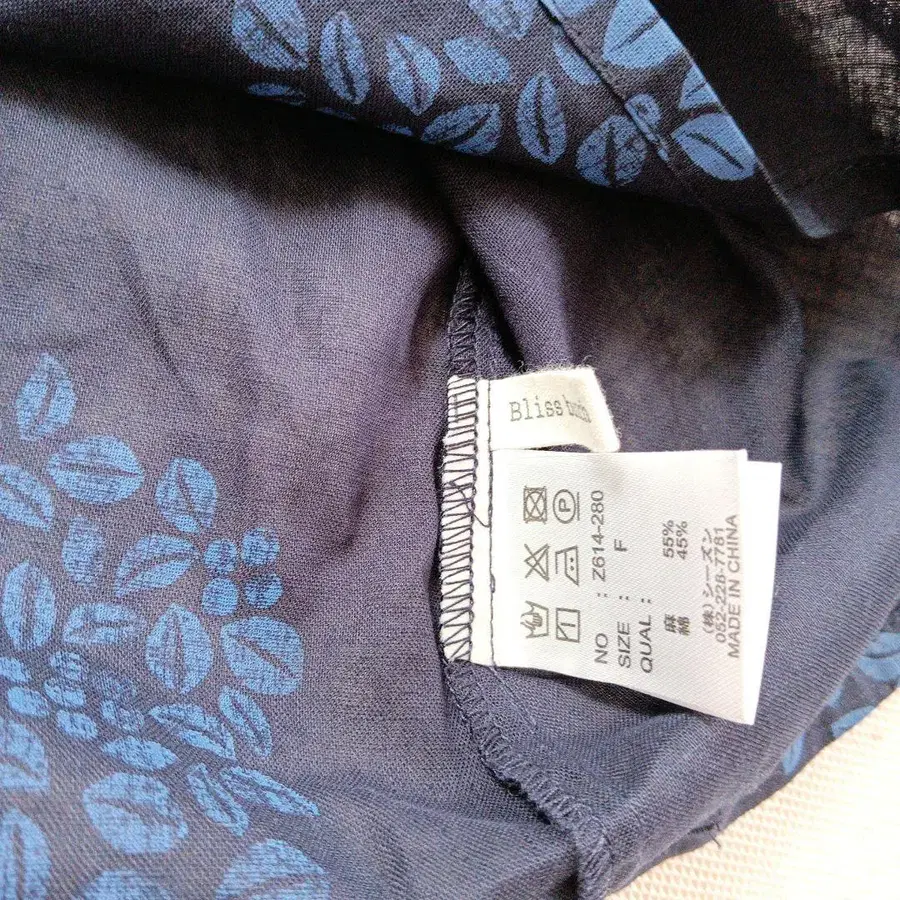 Bliss
NO : Z614-280
SIZE : F
QUAL :
麻 55%
綿 45%
(株)シーズン
052-228-7781
MADE IN CHINA